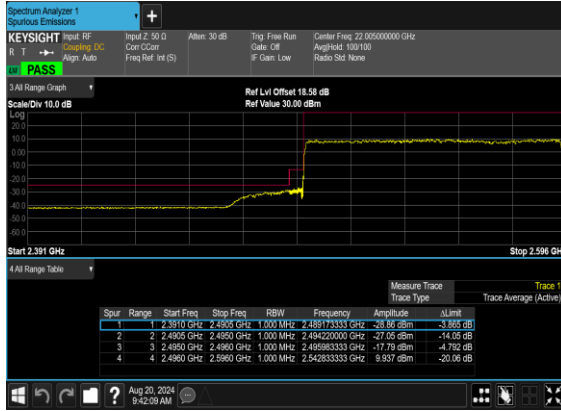 Spectrum Analyzer 1
Spurious Emissions
+
KEYSIGHT Input: RF Input Z: 50 Ω Atten: 30 dB Trig: Free Run Center Freq: 22.005000000 GHz
R T Coupling: DC Corr CCorr Gate: Off Avg|Hold: 100/100
Align: Auto Freq Ref: Int (S) IF Gain: Low Radio Std: None
PASS
3 All Range Graph
Ref Lvl Offset 18.58 dB
Scale/Div 10.0 dB Ref Value 30.00 dBm
Log
20.0
10.0
0.00
-10.0
-20.0
-30.0
-40.0
-50.0
-60.0
Start 2.391 GHz Stop 2.596 GHz
4 All Range Table
Measure Trace Trace 1
Trace Type Trace Average (Active)
Spur Range Start Freq Stop Freq RBW Frequency Amplitude ΔLimit
1 1 2.3910 GHz 2.4905 GHz 1.000 MHz 2.489173333 GHz -28.86 dBm -3.865 dB
2 2 2.4905 GHz 2.4950 GHz 1.000 MHz 2.494220000 GHz -27.05 dBm -14.05 dB
3 3 2.4950 GHz 2.4960 GHz 1.000 MHz 2.495983333 GHz -17.79 dBm -4.792 dB
4 4 2.4960 GHz 2.5960 GHz 1.000 MHz 2.542833333 GHz 9.937 dBm -20.06 dB
? Aug 20, 2024
9:42:09 AM